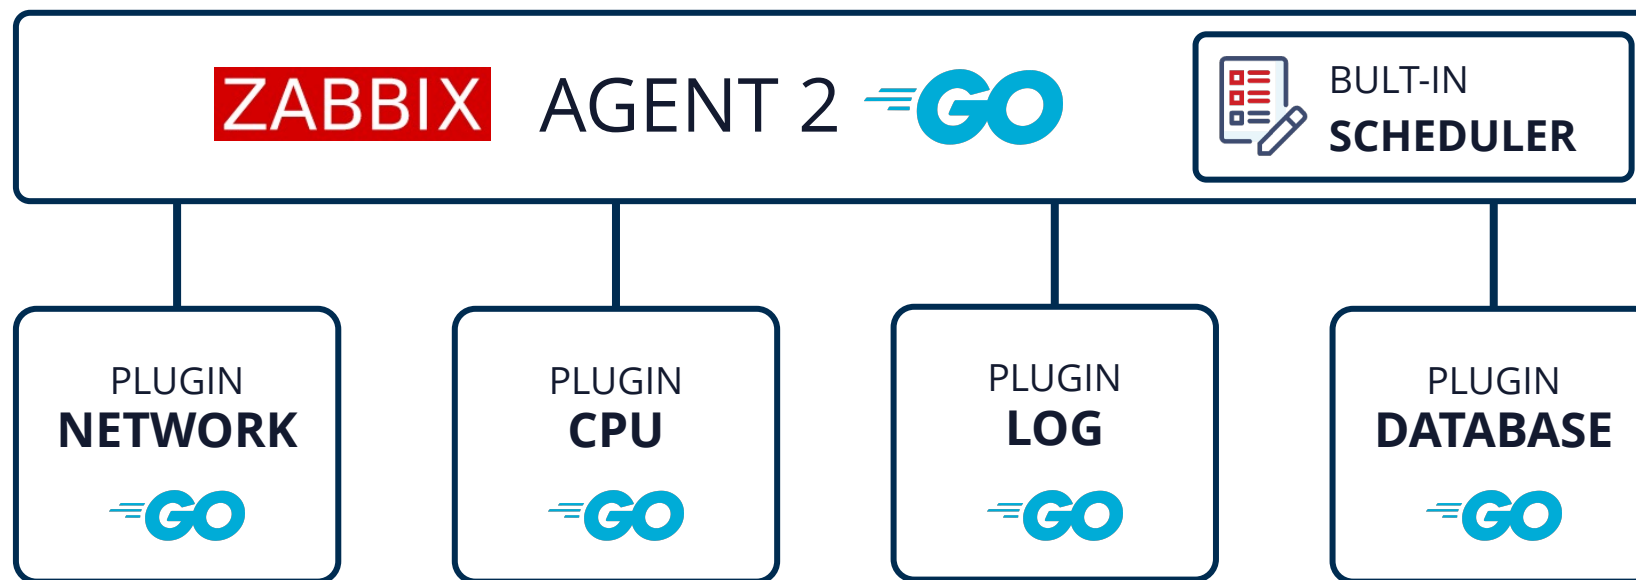 ZABBIX AGENT 2 GO
BULT-IN
SCHEDULER
PLUGIN
NETWORK
GO
PLUGIN
CPU
GO
PLUGIN
LOG
GO
PLUGIN
DATABASE
GO